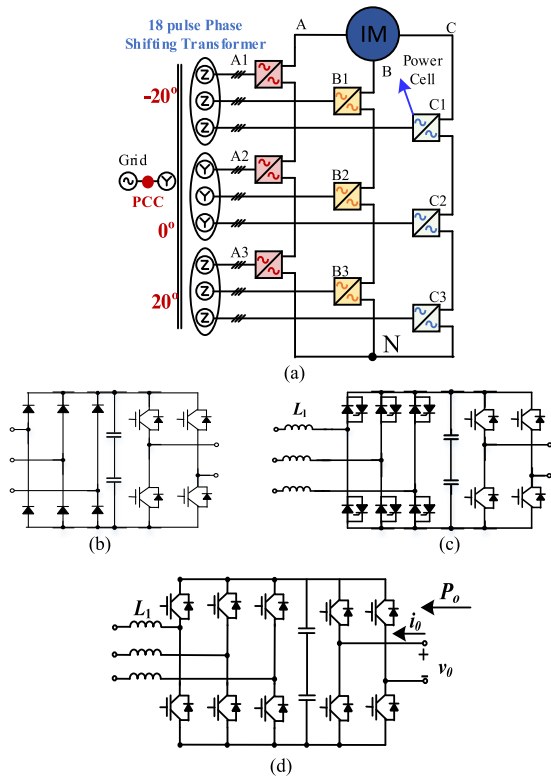 18 pulse Phase
Shifting Transformer
A
IM
C
B
Power
Cell
A1
Z
-20°
B1
Z
C1
Z
Grid
PCC
A2
Y
B2
Y
0°
C2
Y
A3
Z
B3
Z
20°
C3
Z
N
(a)
L1
(b)
(c)
L1
Po
i0
+
v0
-
(d)